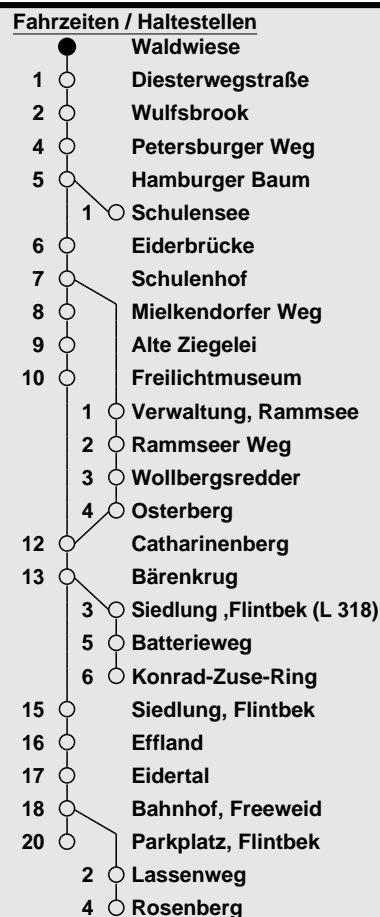 Fahrzeiten / Haltestellen
Waldwiese
1 Diesterwegstraße
2 Wulfsbrook
4 Petersburger Weg
5 Hamburger Baum
1 Schulensee
6 Eiderbrücke
7 Schulenhof
8 Mielkendorfer Weg
9 Alte Ziegelei
10 Freilichtmuseum
1 Verwaltung, Rammsee
2 Rammseer Weg
3 Wollbergsredder
4 Osterberg
12 Catharinenberg
13 Bärenkrug
3 Siedlung ,Flintbek (L 318)
5 Batterieweg
6 Konrad-Zuse-Ring
15 Siedlung, Flintbek
16 Effland
17 Eidertal
18 Bahnhof, Freeweid
20 Parkplatz, Flintbek
2 Lassenweg
4 Rosenberg